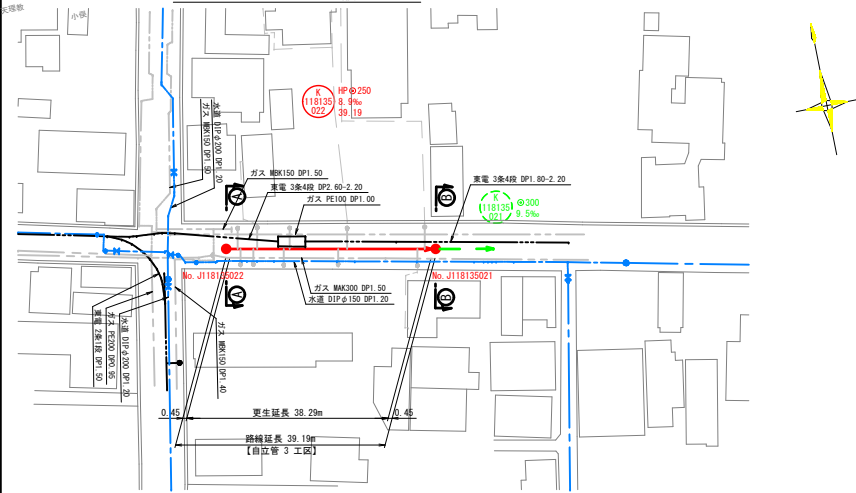 天理教
小俣
K
118135
022
HP◎250
8.9‰
39.19
水道 DIPφ200 DP1.20
ガス MBK150 DP1.50
ガス MBK150 DP1.50
東電 3条4段 DP2.60-2.20
ガス PE100 DP1.00
A
B
東電 3条4段 DP1.80-2.20
K
118135
021
◎300
9.5‰
No. J118135022
No. J118135021
ガス MAK300 DP1.50
水道 DIPφ150 DP1.20
A
B
水道 DIPφ200 DP1.20
ガス PE200 DP0.95
東電 2条1段 DP1.50
ガス MBK150 DP1.40
0.45
更生延長 38.29m
0.45
路線延長 39.19m
【自立管 3 工区】